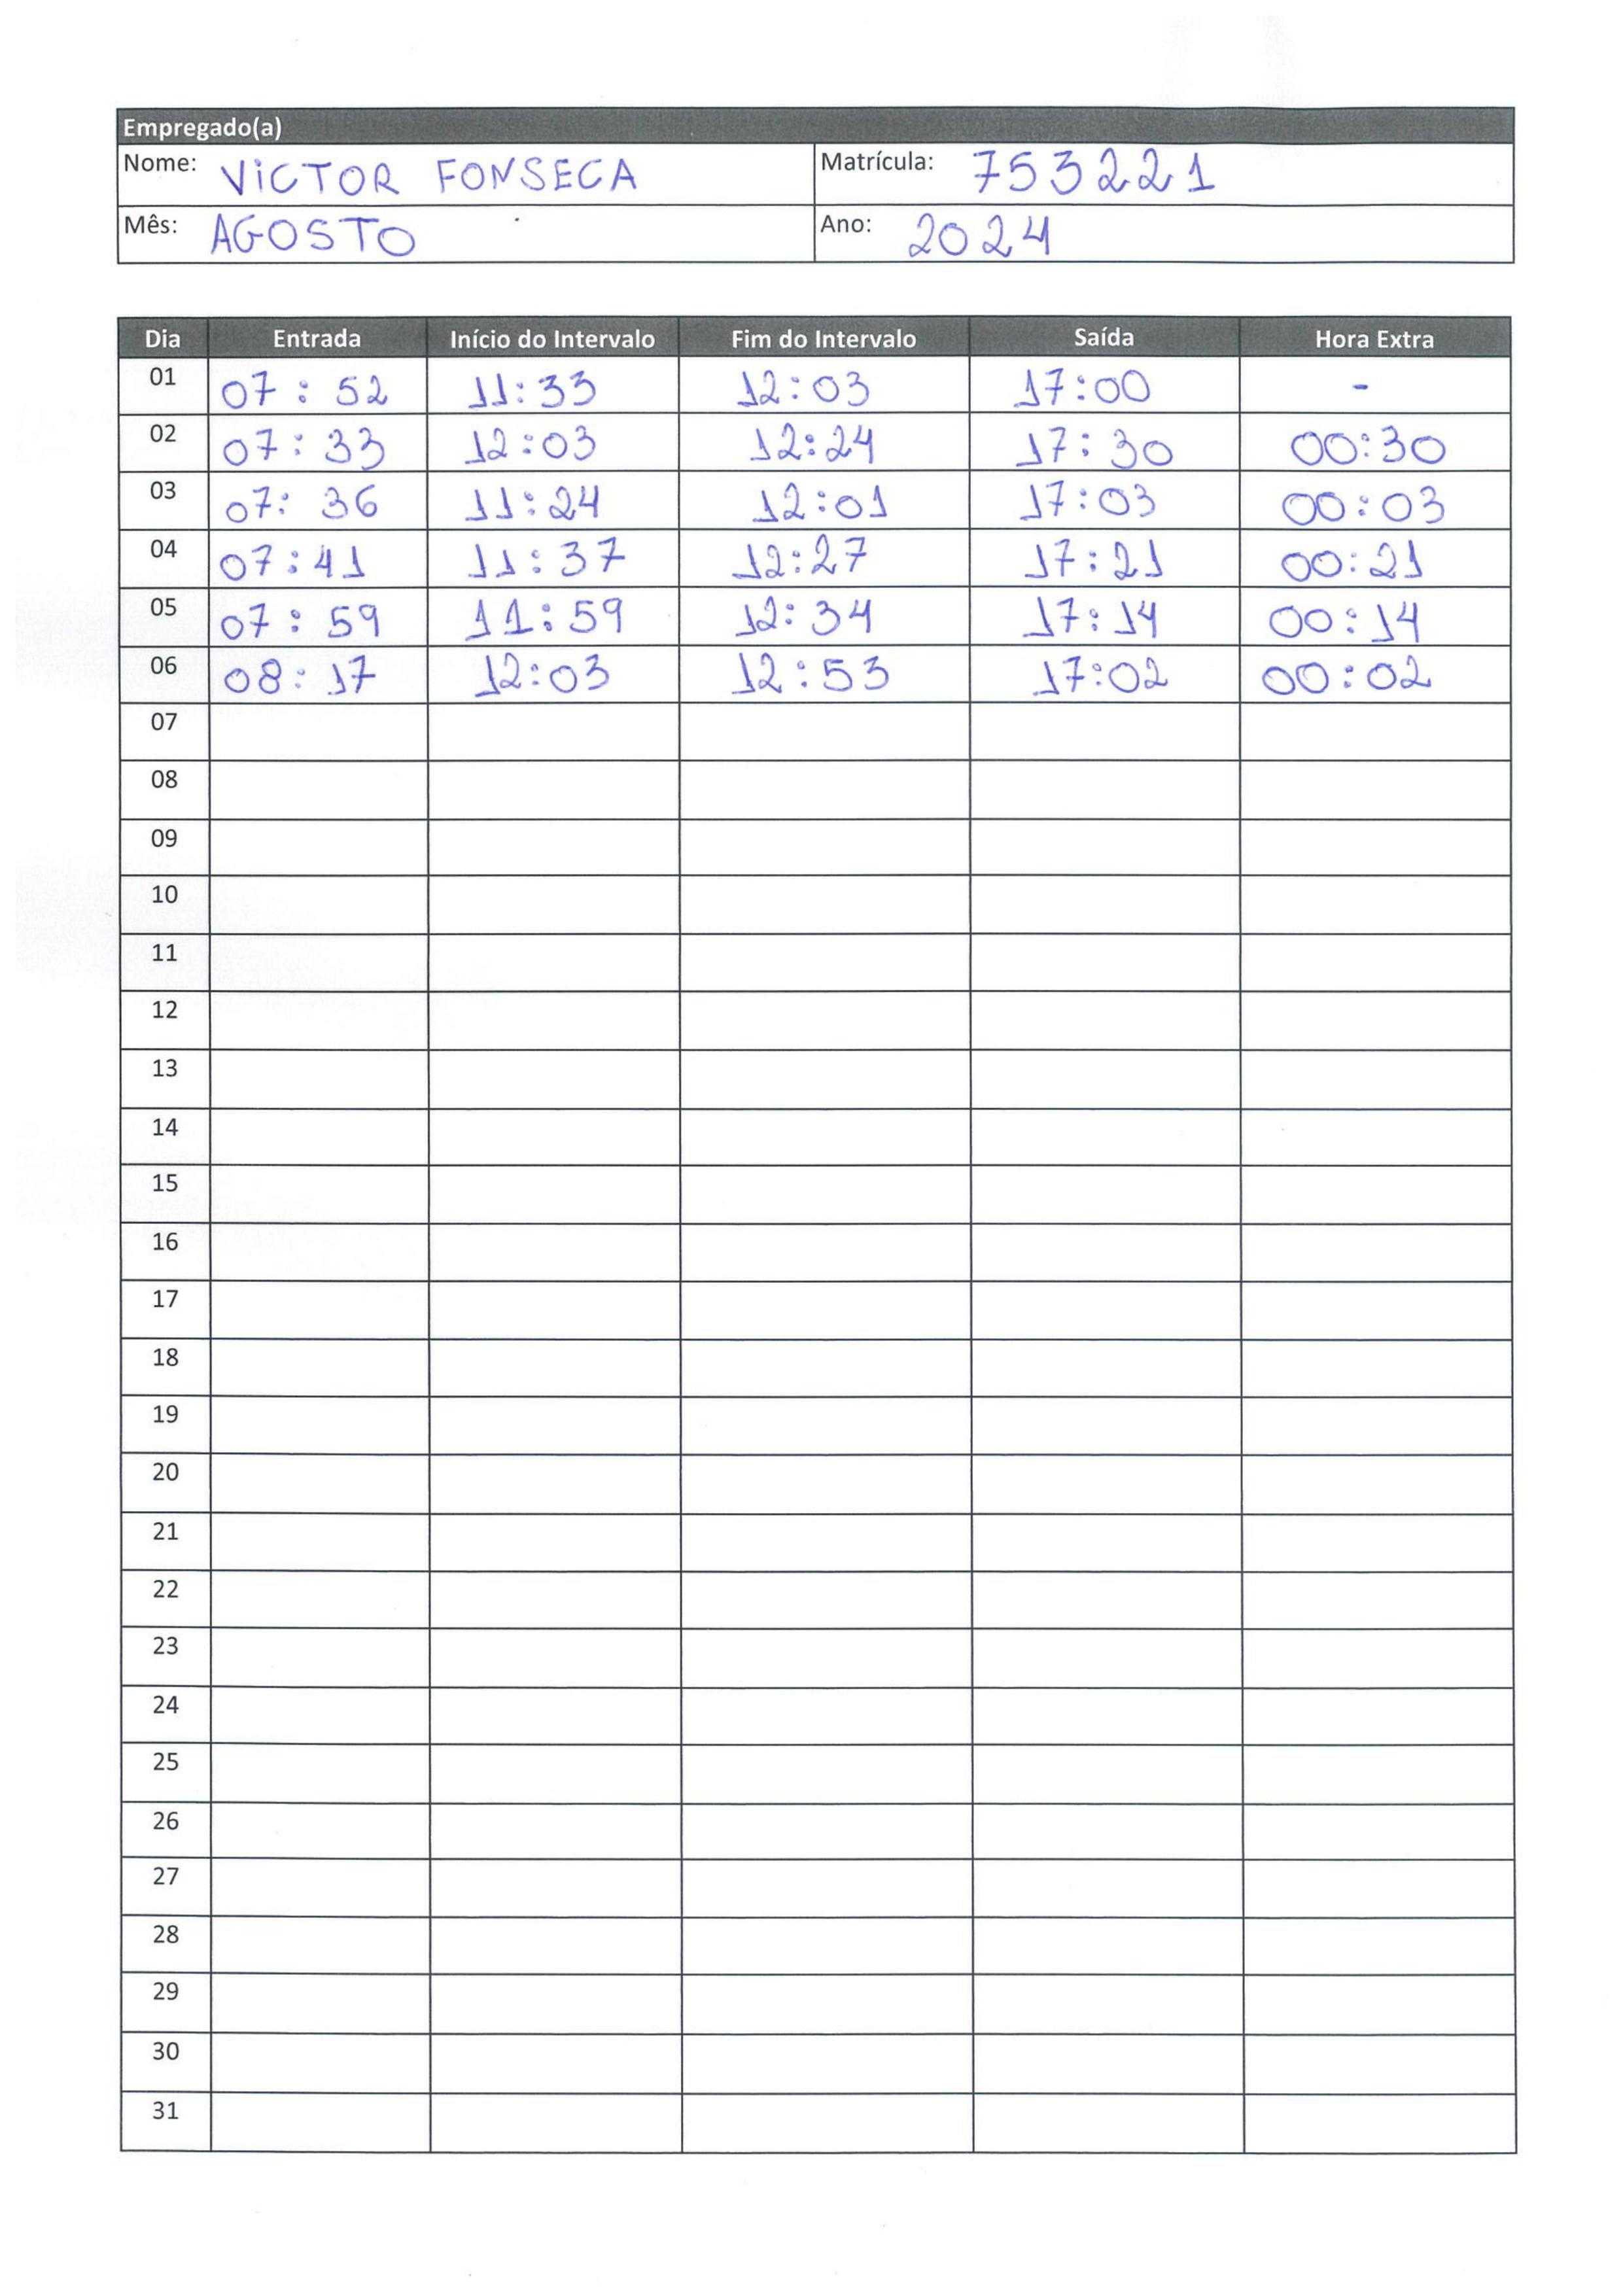 Empregado(a)
Nome: VICTOR FONSECA Matrícula: 753221
Mês: AGOSTO Ano: 2024
Dia Entrada Início do Intervalo Fim do Intervalo Saída Hora Extra
01 07:52 11:33 12:03 17:00 -
02 07:33 12:03 12:24 17:30 00:30
03 07:36 11:24 12:01 17:03 00:03
04 07:41 11:37 12:27 17:21 00:21
05 07:59 11:59 12:34 17:14 00:14
06 08:17 12:03 12:53 17:02 00:02
07
08
09
10
11
12
13
14
15
16
17
18
19
20
21
22
23
24
25
26
27
28
29
30
31